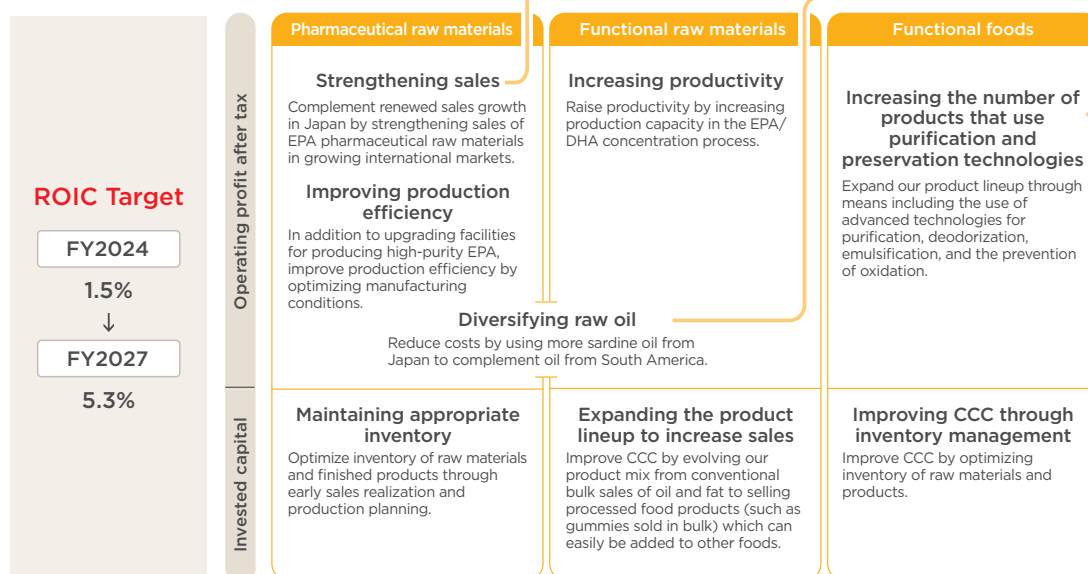 ROIC Target
FY2024
1.5%
↓
FY2027
5.3%
Operating profit after tax
Invested capital
Pharmaceutical raw materials
Strengthening sales
Complement renewed sales growth
in Japan by strengthening sales of
EPA pharmaceutical raw materials
in growing international markets.
Improving production
efficiency
In addition to upgrading facilities
for producing high-purity EPA,
improve production efficiency by
optimizing manufacturing
conditions.
Functional raw materials
Increasing productivity
Raise productivity by increasing
production capacity in the EPA/
DHA concentration process.
Diversifying raw oil
Reduce costs by using more sardine oil from
Japan to complement oil from South America.
Functional foods
Increasing the number of
products that use
purification and
preservation technologies
Expand our product lineup through
means including the use of
advanced technologies for
purification, deodorization,
emulsification, and the prevention
of oxidation.
Maintaining appropriate
inventory
Optimize inventory of raw materials
and finished products through
early sales realization and
production planning.
Expanding the product
lineup to increase sales
Improve CCC by evolving our
product mix from conventional
bulk sales of oil and fat to selling
processed food products (such as
gummies sold in bulk) which can
easily be added to other foods.
Improving CCC through
inventory management
Improve CCC by optimizing
inventory of raw materials and
products.